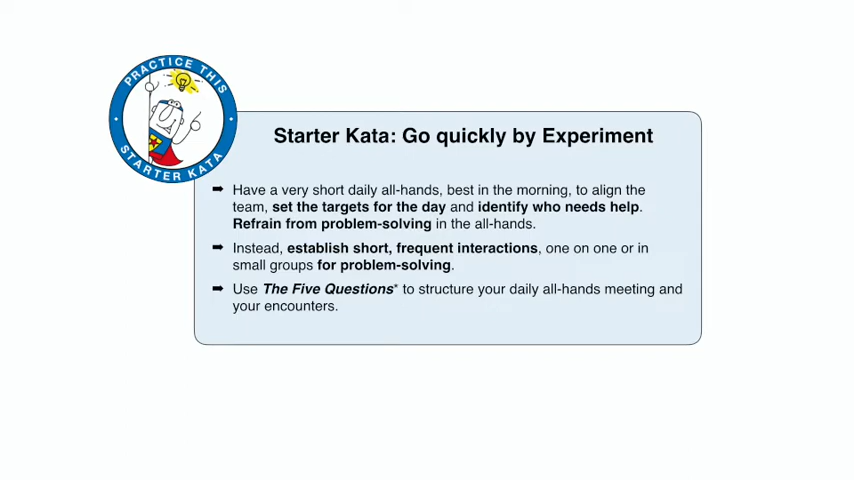 PRACTICE THIS
STARTER KATA
Starter Kata: Go quickly by Experiment
➡ Have a very short daily all-hands, best in the morning, to align the
team, set the targets for the day and identify who needs help.
Refrain from problem-solving in the all-hands.
➡ Instead, establish short, frequent interactions, one on one or in
small groups for problem-solving.
➡ Use The Five Questions* to structure your daily all-hands meeting and
your encounters.